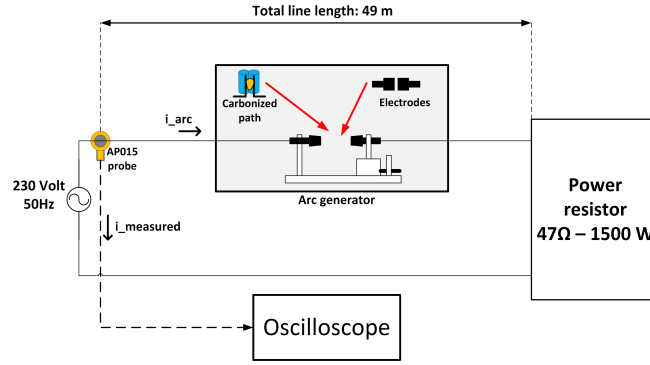 Total line length: 49 m
Carbonized
path
Electrodes
i_arc
AP015
probe
Arc generator
230 Volt
50Hz
i_measured
Power
resistor
47Ω – 1500 W
Oscilloscope